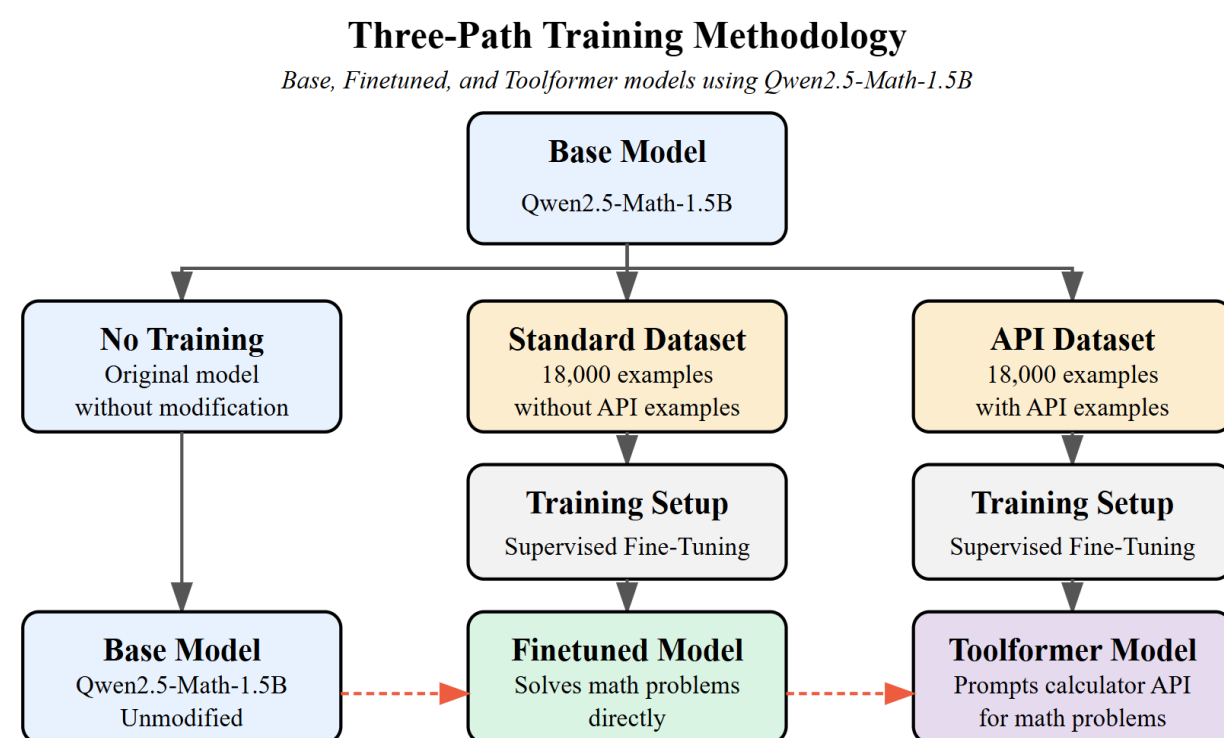 Three-Path Training Methodology
Base, Finetuned, and Toolformer models using Qwen2.5-Math-1.5B
Base Model
Qwen2.5-Math-1.5B
No Training
Original model
without modification
Standard Dataset
18,000 examples
without API examples
API Dataset
18,000 examples
with API examples
Training Setup
Supervised Fine-Tuning
Training Setup
Supervised Fine-Tuning
Base Model
Qwen2.5-Math-1.5B
Unmodified
Finetuned Model
Solves math problems
directly
Toolformer Model
Prompts calculator API
for math problems